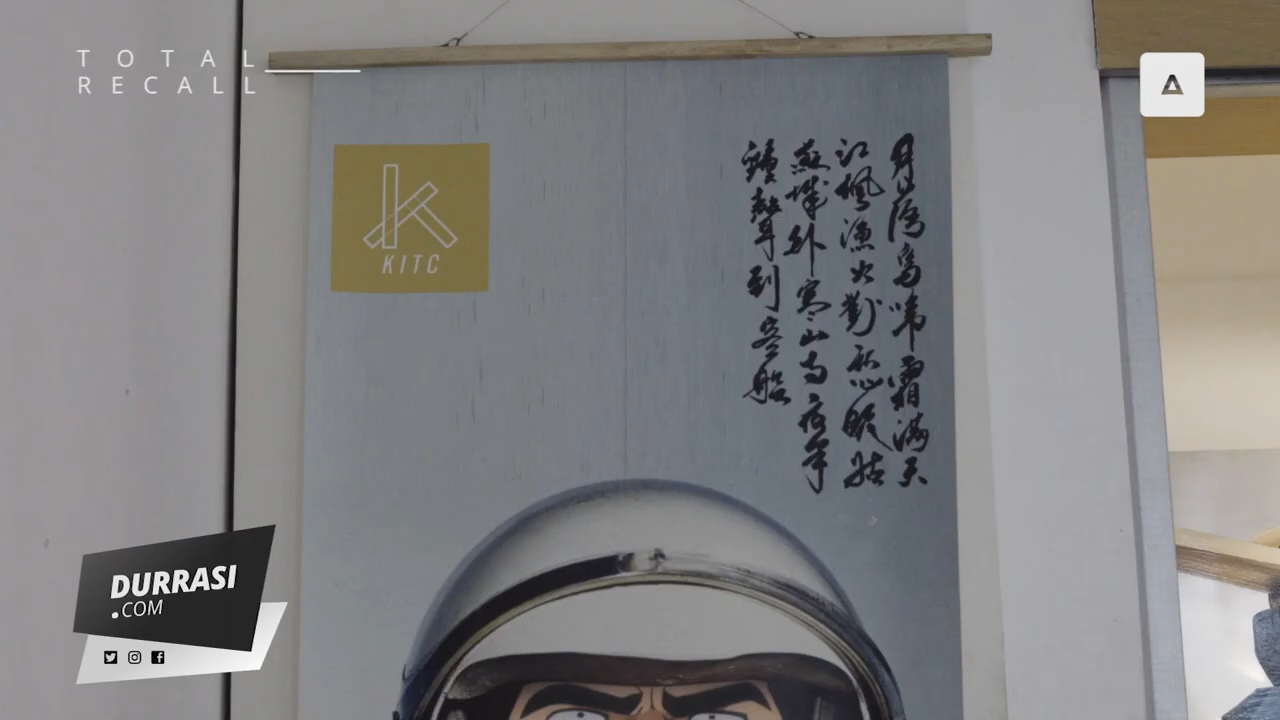 TOTAL
RECALL
A
KITC
月落烏啼霜滿天
江楓漁火對愁眠姑
蘇城外寒山寺夜半
鐘聲到客船
DURRASI
.COM